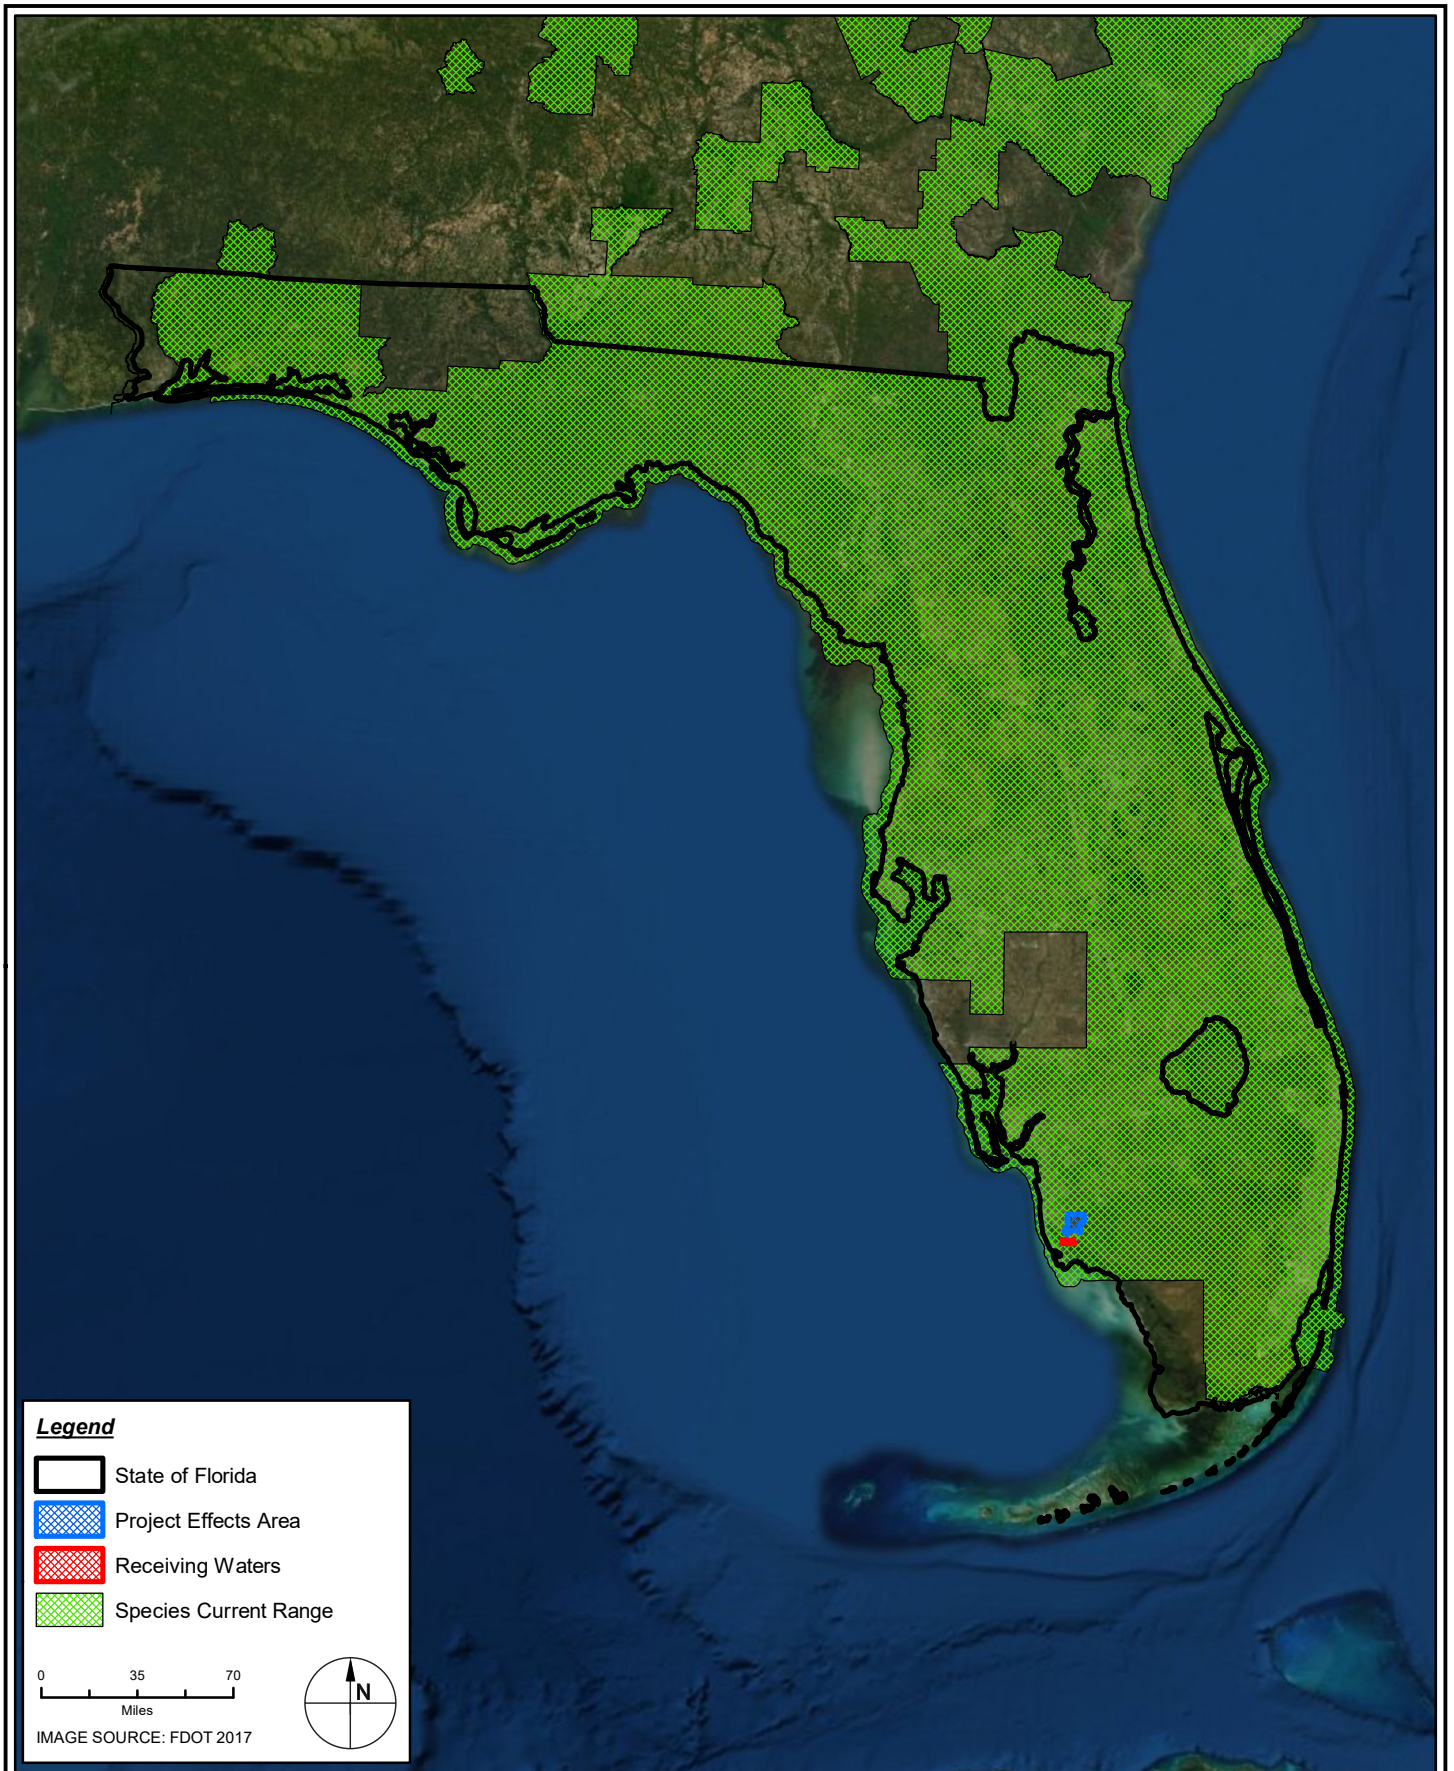 Legend
State of Florida
Project Effects Area
Receiving Waters
Species Current Range
0 35 70
Miles
N
IMAGE SOURCE: FDOT 2017